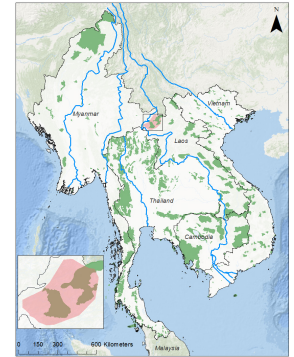 N
Vietnam
Myanmar
Laos
Thailand
Cambodia
Malaysia
0 150 300 600 Kilometers